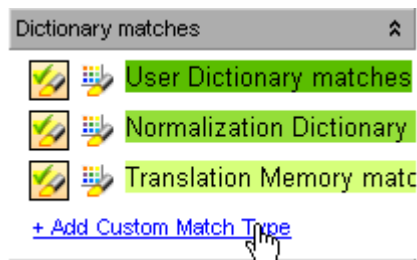 Dictionary matches
User Dictionary matches
Normalization Dictionary
Translation Memory matc
+ Add Custom Match Type